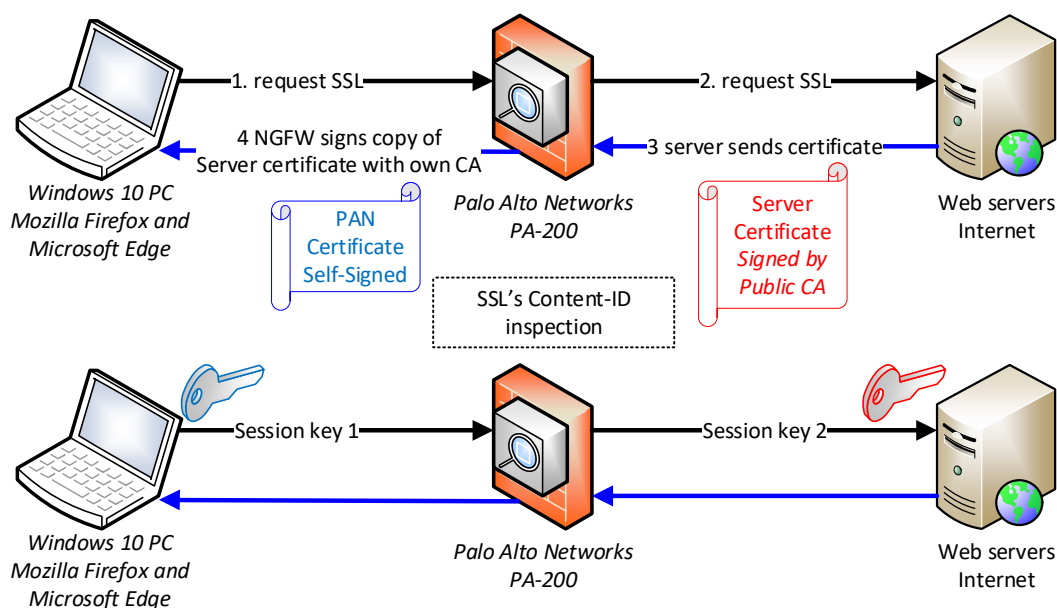 1. request SSL
2. request SSL
4 NGFW signs copy of
Server certificate with own CA
3 server sends certificate
Windows 10 PC
Mozilla Firefox and
Microsoft Edge
PAN
Certificate
Self-Signed
Palo Alto Networks
PA-200
Server
Certificate
Signed by
Public CA
Web servers
Internet
SSL's Content-ID
inspection
Session key 1
Session key 2
Windows 10 PC
Mozilla Firefox and
Microsoft Edge
Palo Alto Networks
PA-200
Web servers
Internet